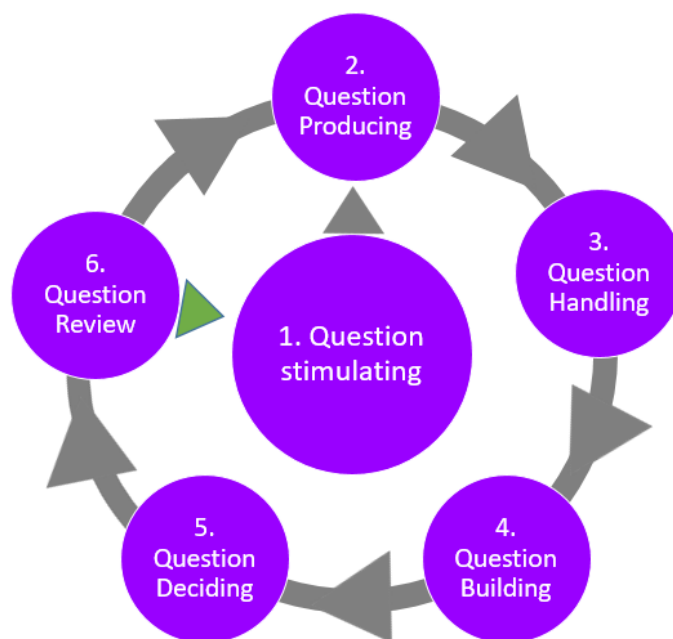 1. Question
stimulating
2.
Question
Producing
3.
Question
Handling
4.
Question
Building
5.
Question
Deciding
6.
Question
Review